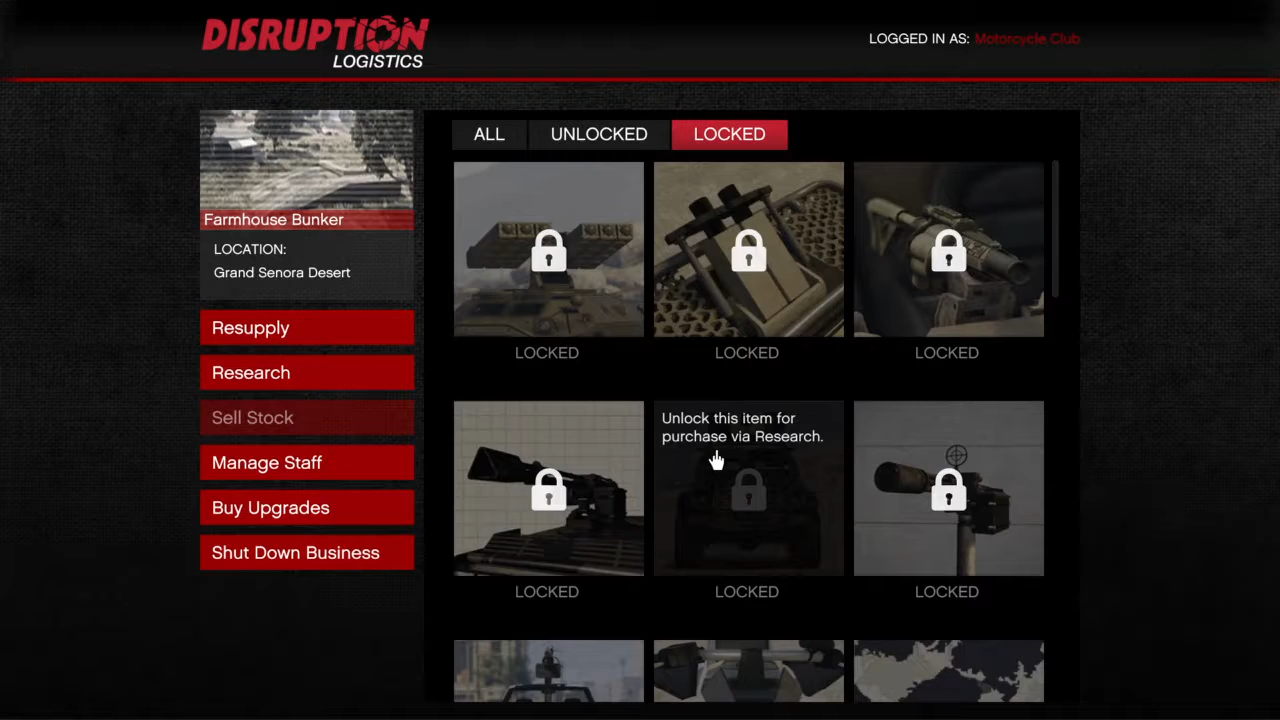 DISRUPTION
LOGISTICS
LOGGED IN AS: Motorcycle Club
Farmhouse Bunker
LOCATION:
Grand Senora Desert
Resupply
Research
Sell Stock
Manage Staff
Buy Upgrades
Shut Down Business
ALL
UNLOCKED
LOCKED
LOCKED
LOCKED
LOCKED
Unlock this item for
purchase via Research.
LOCKED
LOCKED
LOCKED